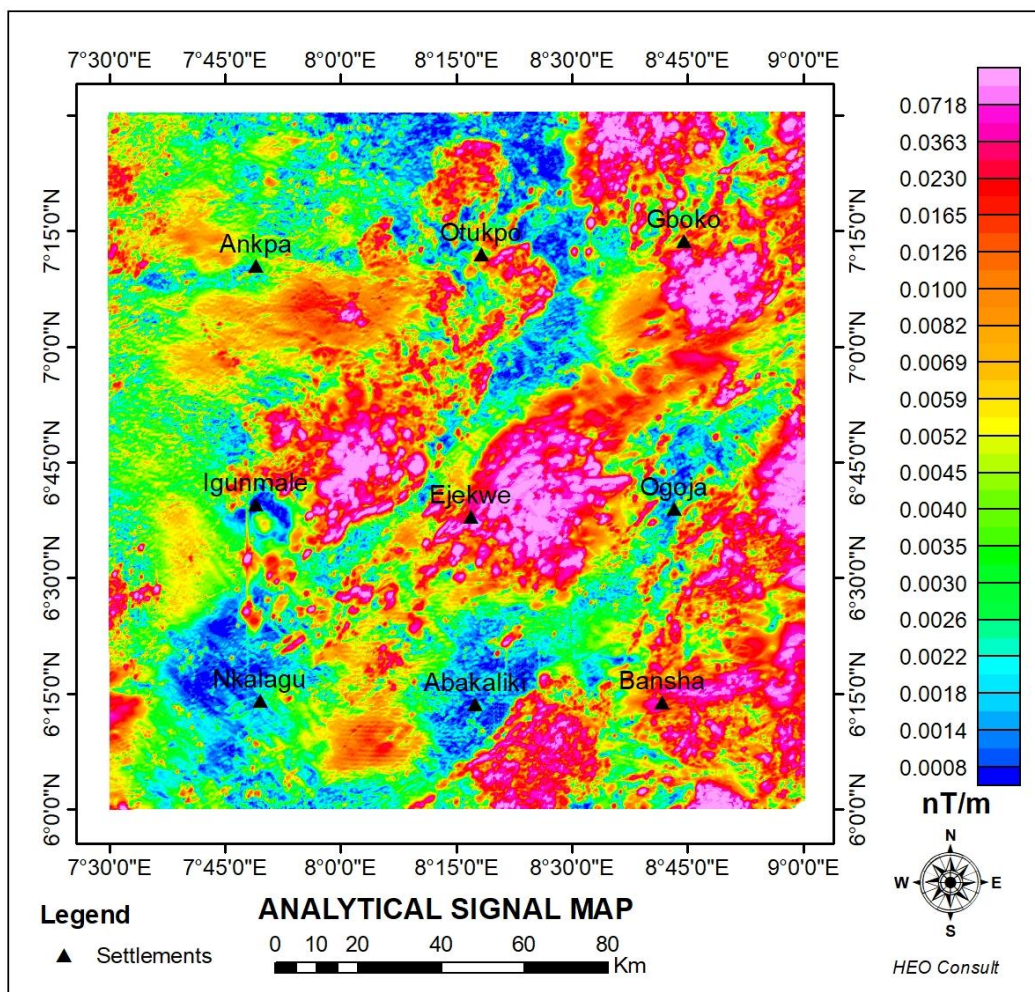 7°30'0"E 7°45'0"E 8°0'0"E 8°15'0"E 8°30'0"E 8°45'0"E 9°0'0"E
7°15'0"N
7°0'0"N
6°45'0"N
6°30'0"N
6°15'0"N
6°0'0"N
Gboko
Otukpo
Ankpa
Igunmale
Ejekwe
Ogoja
Nkalagu
Abakaliki
Bansha
7°15'0"N
7°0'0"N
6°45'0"N
6°30'0"N
6°15'0"N
6°0'0"N
7°30'0"E 7°45'0"E 8°0'0"E 8°15'0"E 8°30'0"E 8°45'0"E 9°0'0"E
0.0718
0.0363
0.0230
0.0165
0.0126
0.0100
0.0082
0.0069
0.0059
0.0052
0.0045
0.0040
0.0035
0.0030
0.0026
0.0022
0.0018
0.0014
0.0008
nT/m
N
W E
S
HEO Consult
Legend
Settlements
ANALYTICAL SIGNAL MAP
0 10 20 40 60 80
Km